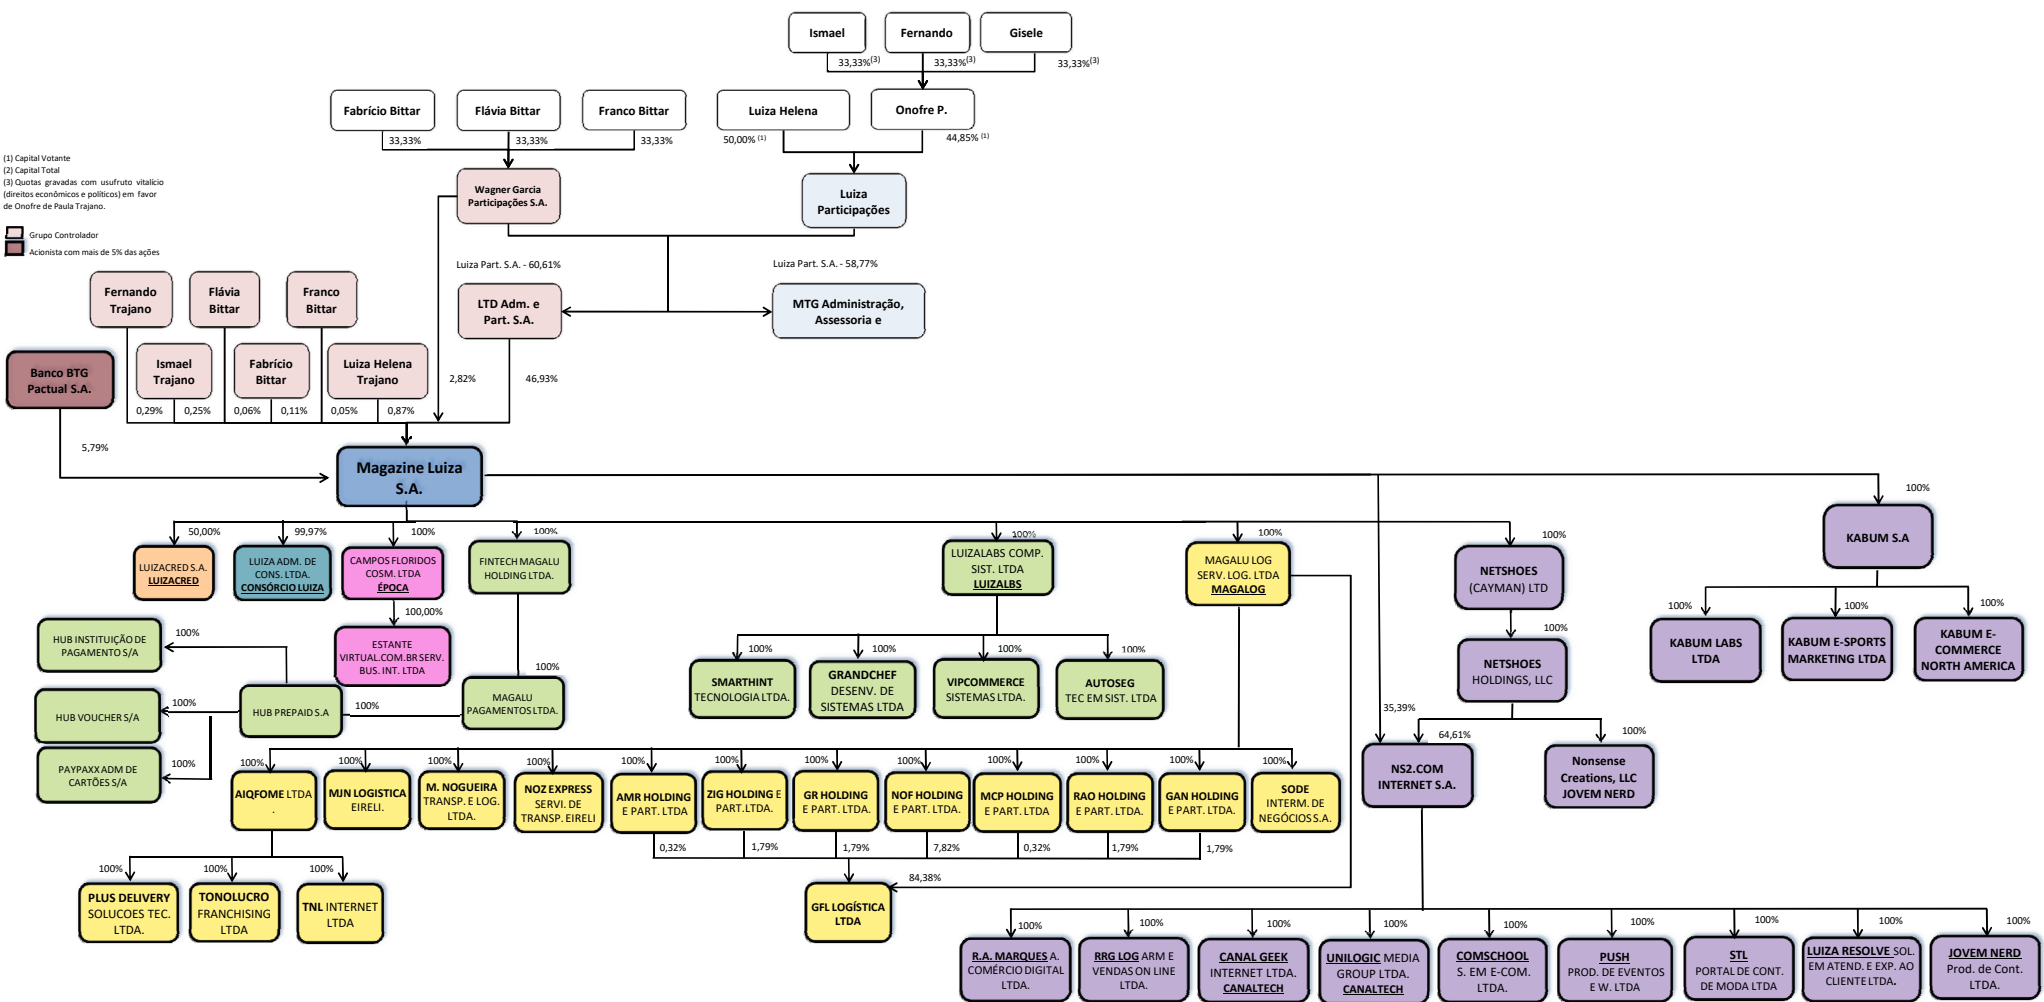 Ismael
Fernando
Gisele
33,33%(3)
33,33%(3)
33,33%(3)
Fabrício Bittar
Flávia Bittar
Franco Bittar
Luiza Helena
Onofre P.
33,33%
33,33%
33,33%
50,00% (1)
44,85% (1)
(1) Capital Votante
(2) Capital Total
(3) Quotas gravadas com usufruto vitalício
(direitos econômicos e políticos) em favor
de Onofre de Paula Trajano.
Grupo Controlador
Acionista com mais de 5% das ações
Wagner Garcia
Participações S.A.
Luiza
Participações
Luiza Part. S.A. - 60,61%
Luiza Part. S.A. - 58,77%
Fernando
Trajano
Flávia
Bittar
Franco
Bittar
LTD Adm. e
Part. S.A.
MTG Administração,
Assessoria e
Banco BTG
Pactual S.A.
Ismael
Trajano
Fabrício
Bittar
Luiza Helena
Trajano
2,82%
46,93%
0,29%
0,25%
0,06%
0,11%
0,05%
0,87%
5,79%
Magazine Luiza
S.A.
100%
50,00%
99,97%
100%
100%
100%
100%
100%
LUIZACRED S.A.
LUIZACRED
LUIZA ADM. DE
CONS. LTDA.
CONSÓRCIO LUIZA
CAMPOS FLORIDOS
COSM. LTDA
ÉPOCA
FINTECH MAGALU
HOLDING LTDA.
LUIZALABS COMP.
SIST. LTDA
LUIZALBS
MAGALU LOG
SERV. LOG. LTDA
MAGALOG
NETSHOES
(CAYMAN) LTD
KABUM S.A
100,00%
100%
100%
100%
100%
KABUM LABS
LTDA
KABUM E-SPORTS
MARKETING LTDA
KABUM E-
COMMERCE
NORTH AMERICA
HUB INSTITUIÇÃO DE
PAGAMENTO S/A
100%
ESTANTE
VIRTUAL.COM.BR SERV.
BUS. INT. LTDA
100%
100%
100%
100%
100%
SMARTHINT
TECNOLOGIA LTDA.
GRANDCHEF
DESENV. DE
SISTEMAS LTDA
VIPCOMMERCE
SISTEMAS LTDA.
AUTOSEG
TEC EM SIST. LTDA
NETSHOES
HOLDINGS, LLC
HUB VOUCHER S/A
100%
HUB PREPAID S.A
100%
MAGALU
PAGAMENTOS LTDA.
PAYPAXX ADM DE
CARTÕES S/A
100%
35,39%
64,61%
100%
NS2.COM
INTERNET S.A.
Nonsense
Creations, LLC
JOVEM NERD
100%
100%
100%
100%
100%
100%
100%
100%
100%
100%
100%
100%
AIQFOME LTDA
.
MJN LOGISTICA
EIRELI.
M. NOGUEIRA
TRANSP. E LOG.
LTDA.
NOZ EXPRESS
SERVI. DE
TRANSP. EIRELI
AMR HOLDING
E PART. LTDA
ZIG HOLDING E
PART.LTDA.
GR HOLDING
E PART. LTDA.
NOF HOLDING
E PART. LTDA.
MCP HOLDING
E PART. LTDA
RAO HOLDING
E PART. LTDA.
GAN HOLDING
E PART. LTDA.
SODE
INTERM. DE
NEGÓCIOS S.A.
0,32%
1,79%
1,79%
7,82%
0,32%
1,79%
1,79%
100%
100%
100%
84,38%
PLUS DELIVERY
SOLUCOES TEC.
LTDA.
TONOLUCRO
FRANCHISING
LTDA
TNL INTERNET
LTDA
GFL LOGÍSTICA
LTDA
100%
100%
100%
100%
100%
100%
100%
100%
100%
R.A. MARQUES A.
COMÉRCIO DIGITAL
LTDA.
RRG LOG ARM E
VENDAS ON LINE
LTDA.
CANAL GEEK
INTERNET LTDA.
CANALTECH
UNILOGIC MEDIA
GROUP LTDA.
CANALTECH
COMSCHOOL
S. EM E-COM.
LTDA.
PUSH
PROD. DE EVENTOS
E W. LTDA
STL
PORTAL DE CONT.
DE MODA LTDA
LUIZA RESOLVE SOL.
EM ATEND. E EXP. AO
CLIENTE LTDA.
JOVEM NERD
Prod. de Cont.
LTDA.